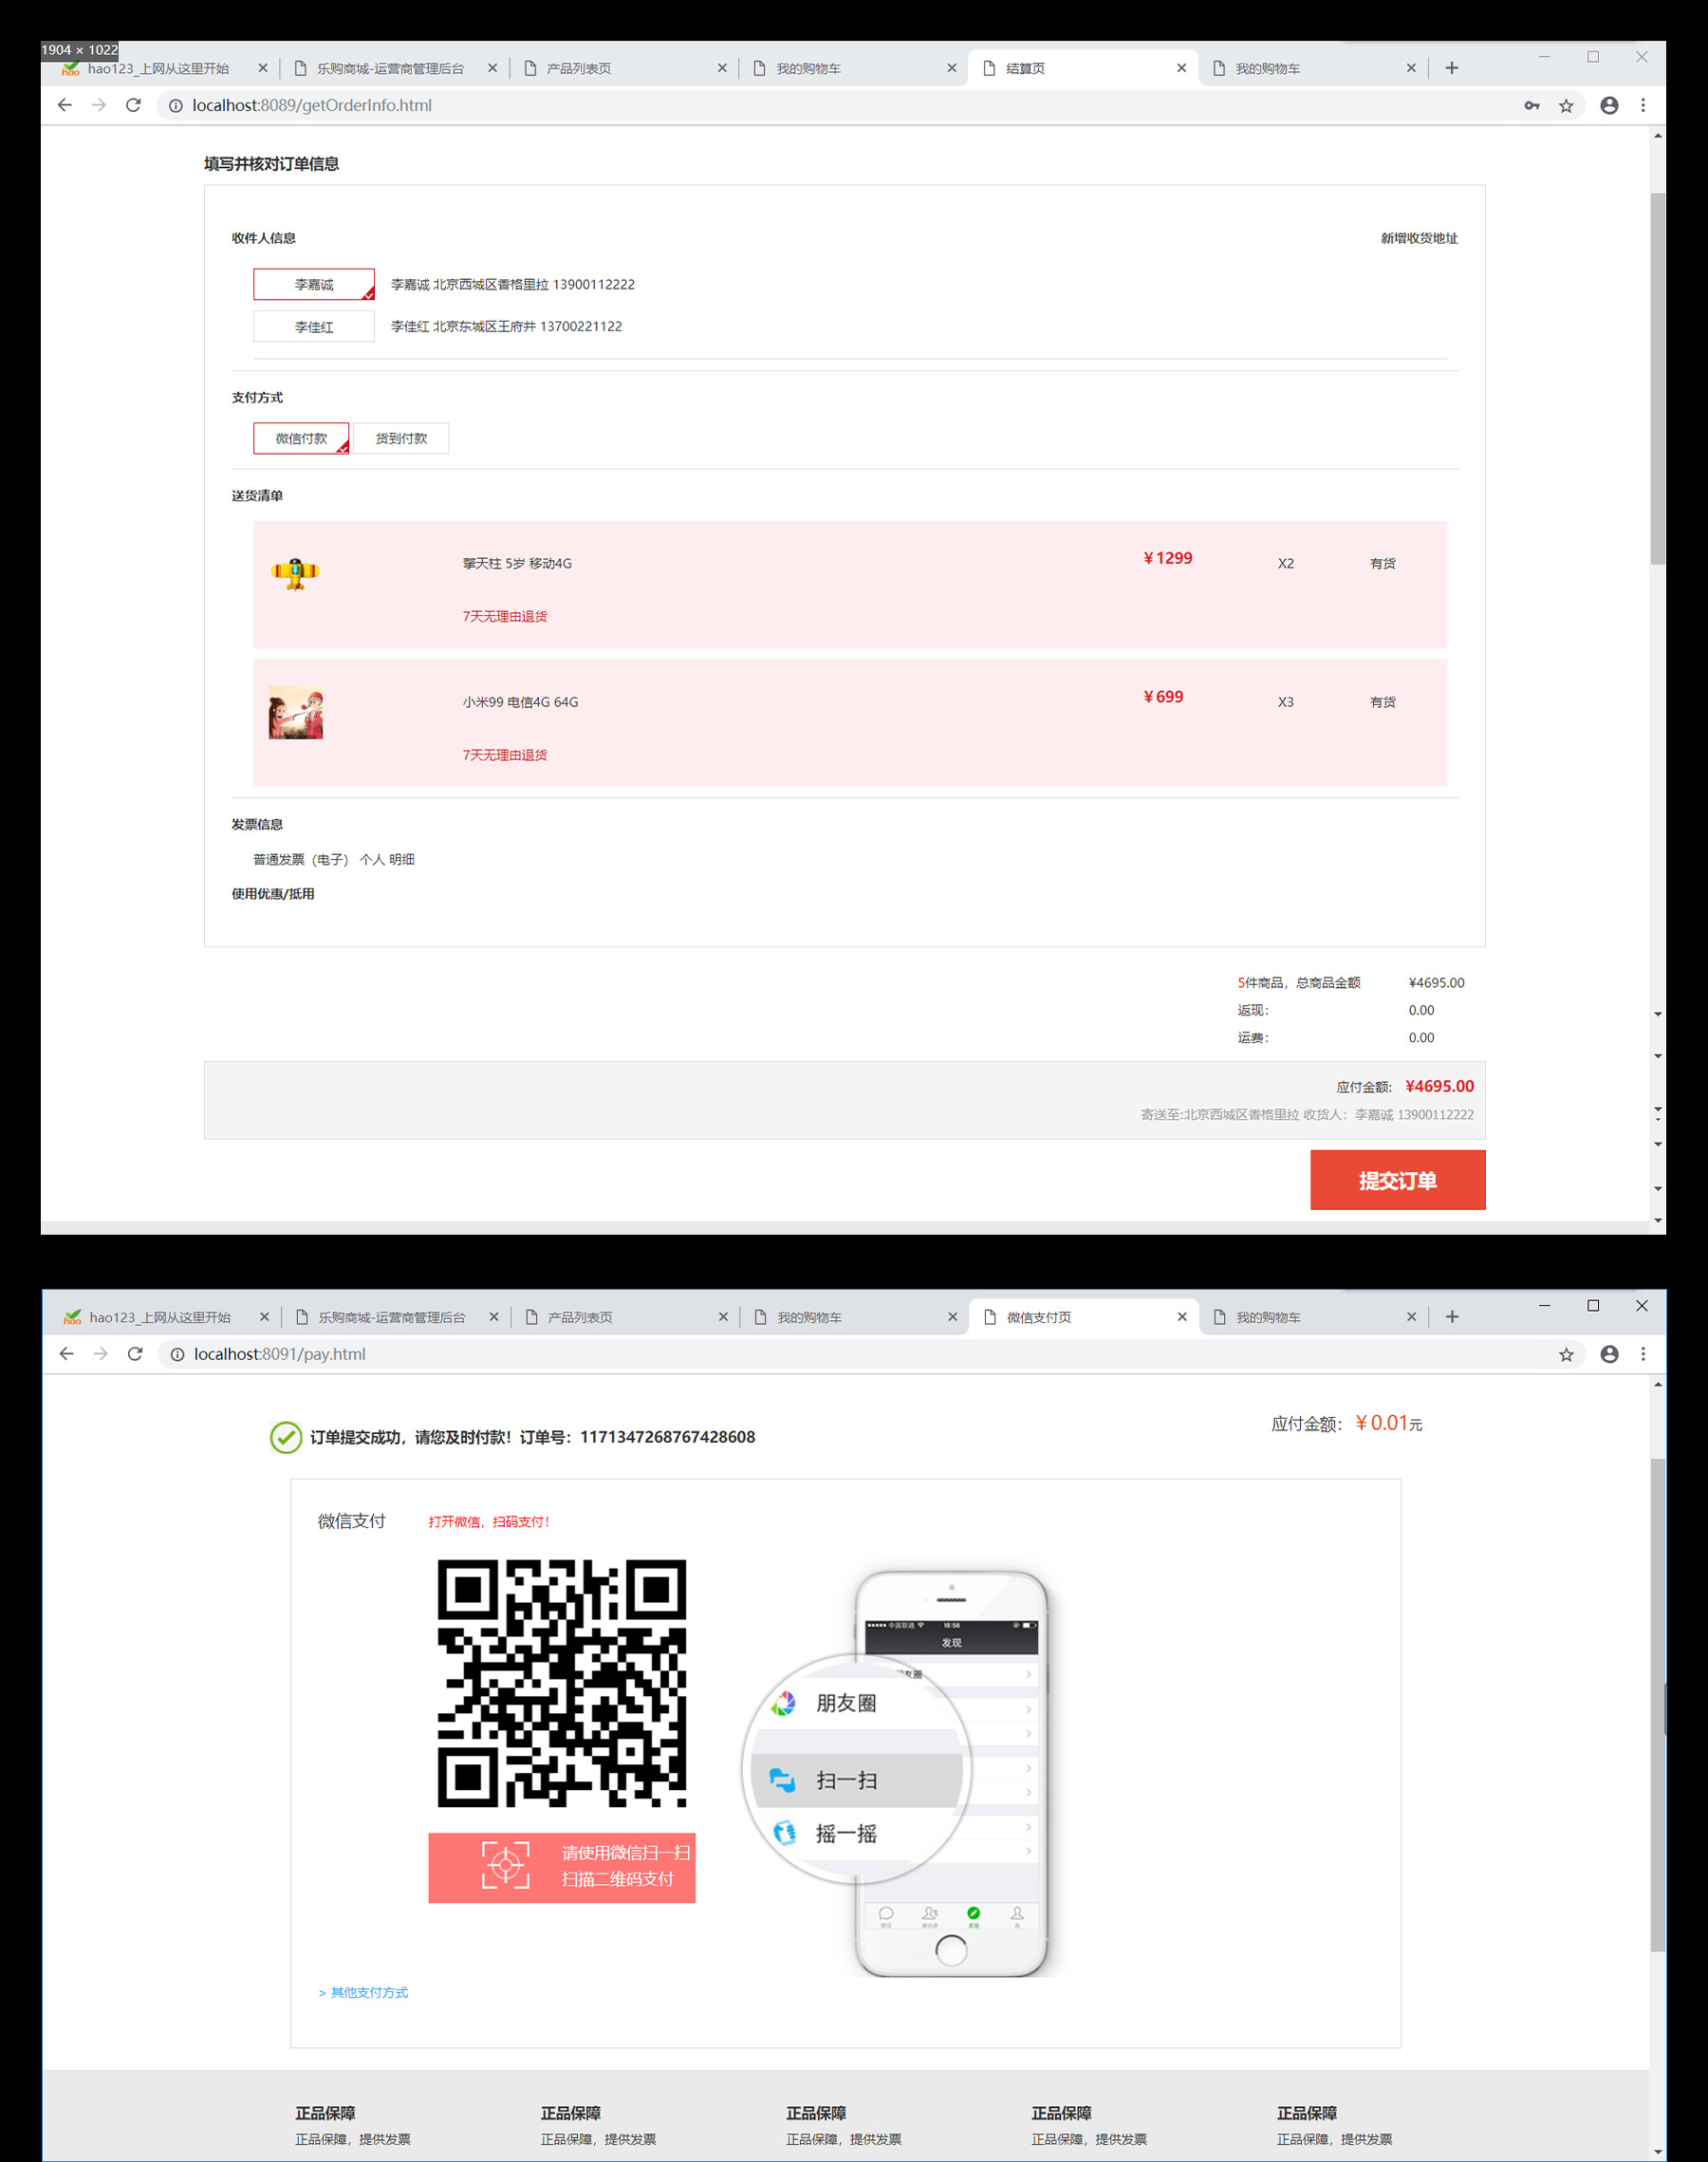 1904 × 1022
hao123_上网从这里开始
乐购商城-运营商管理后台
产品列表页
我的购物车
结算页
我的购物车
localhost:8089/getOrderInfo.html
填写并核对订单信息
收件人信息
新增收货地址
李嘉诚
李嘉诚 北京西城区香格里拉 13900112222
李佳红
李佳红 北京东城区王府井 13700221122
支付方式
微信付款
货到付款
送货清单
擎天柱 5岁 移动4G
￥1299
X2
有货
7天无理由退货
小米99 电信4G 64G
￥699
X3
有货
7天无理由退货
发票信息
普通发票（电子） 个人 明细
使用优惠/抵用
5件商品，总商品金额
¥4695.00
返现：
0.00
运费：
0.00
应付金额: ¥4695.00
寄送至:北京西城区香格里拉 收货人：李嘉诚 13900112222
提交订单
hao123_上网从这里开始
乐购商城-运营商管理后台
产品列表页
我的购物车
微信支付页
我的购物车
localhost:8091/pay.html
订单提交成功，请您及时付款！订单号：1171347268767428608
应付金额：￥0.01元
微信支付
打开微信，扫码支付！
中国联通
18:58
发现
朋友圈
朋友圈
扫一扫
摇一摇
请使用微信扫一扫
扫描二维码支付
> 其他支付方式
正品保障
正品保障
正品保障
正品保障
正品保障
正品保障，提供发票
正品保障，提供发票
正品保障，提供发票
正品保障，提供发票
正品保障，提供发票